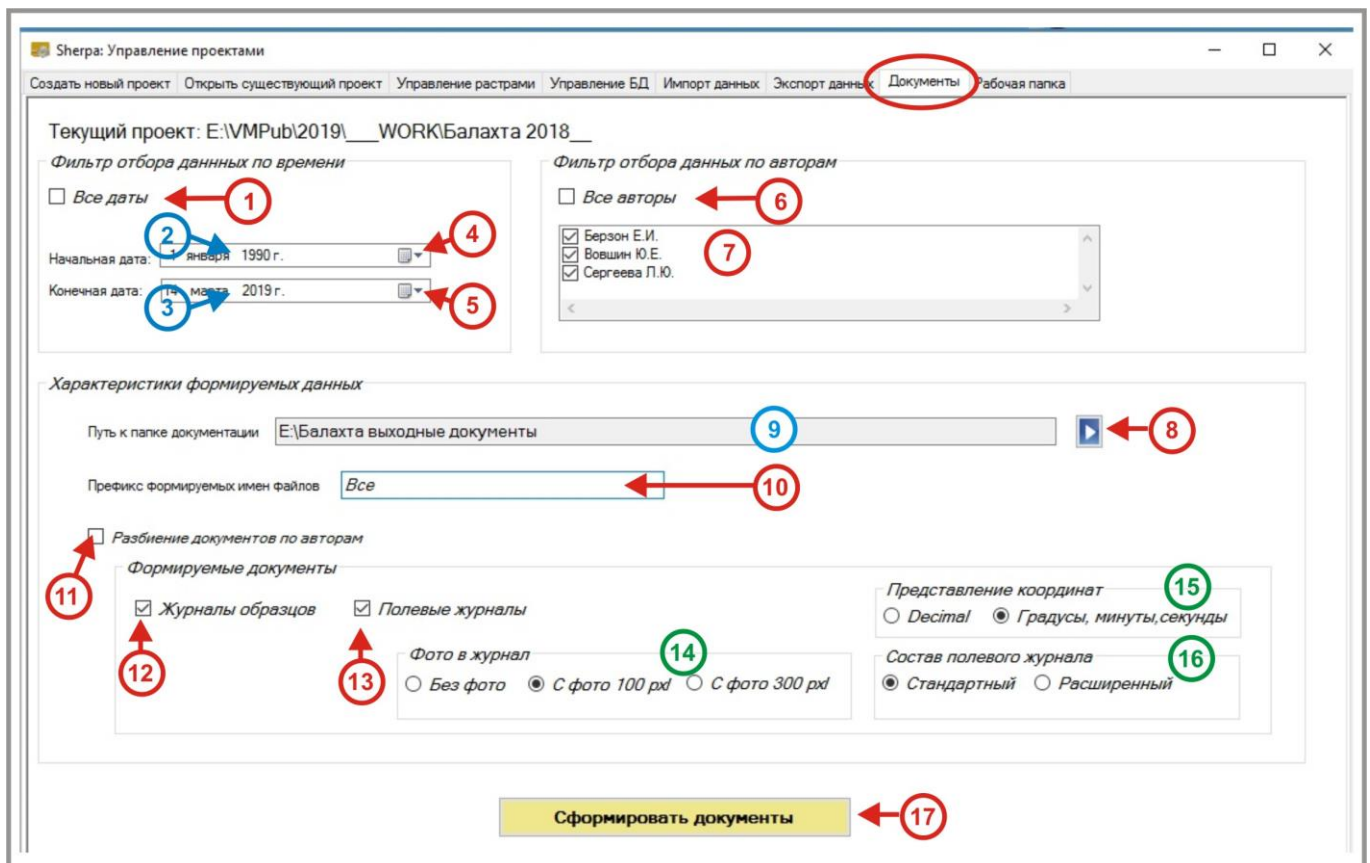 Sherpa: Управление проектами
Создать новый проект Открыть существующий проект Управление растрами Управление БД Импорт данных Экспорт данных Документы Рабочая папка
Текущий проект: E:\VMPub\2019\___WORK\Балахта 2018__
Фильтр отбора даннных по времени
Фильтр отбора данных по авторам
Все даты
1
Все авторы
6
2
4
Начальная дата: 1 января 1990 г.
Берзон Е.И.
Вовшин Ю.Е.
Сергеева Л.Ю.
7
Конечная дата: 14 марта 2019 г.
3
5
Характеристики формируемых данных
Путь к папке документации E:\Балахта выходные документы 9 8
Префикс формируемых имен файлов Все 10
Разбиение документов по авторам
11
Формируемые документы
Журналы образцов Полевые журналы
12
13
Представление координат 15
Decimal Градусы, минуты,секунды
Фото в журнал 14
Без фото С фото 100 pxl С фото 300 pxl
Состав полевого журнала 16
Стандартный Расширенный
Сформировать документы 17